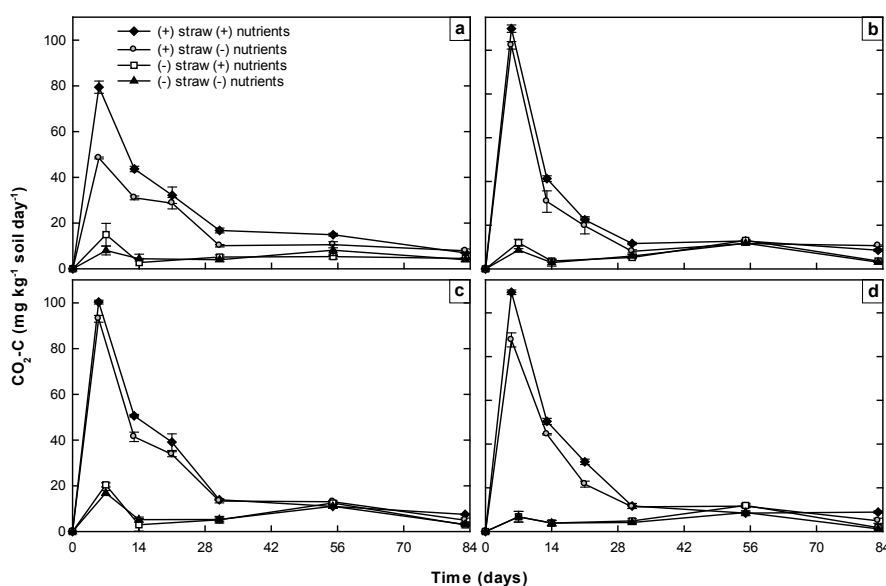 a
(+) straw (+) nutrients
(+) straw (-) nutrients
(-) straw (+) nutrients
(-) straw (-) nutrients
100
80
60
40
20
0
b
CO₂-C (mg kg⁻¹ soil day⁻¹)
c
100
80
60
40
20
0
0 14 28 42 56 70 84
d
0 14 28 42 56 70 84
Time (days)